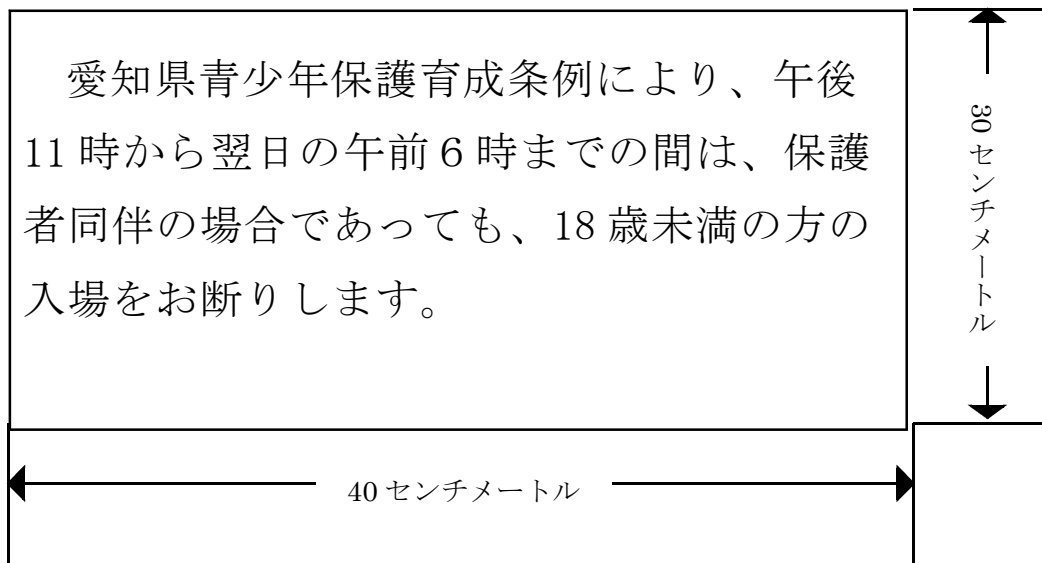 愛知県青少年保護育成条例により、午後
11時から翌日の午前６時までの間は、保護
者同伴の場合であっても、18歳未満の方の
入場をお断りします。
30センチメートル
40センチメートル